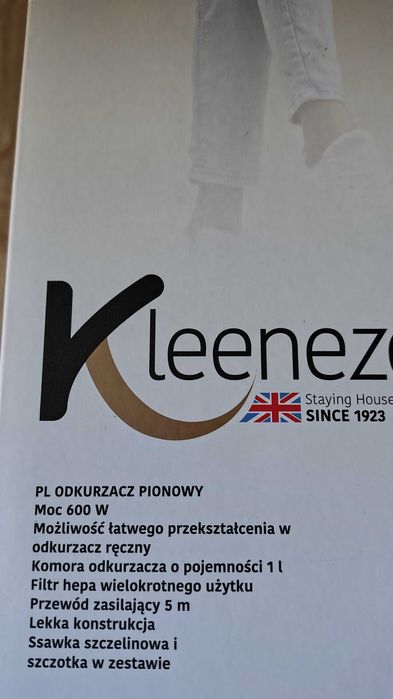 Kleeneze
Staying House
SINCE 1923
PL ODKURZACZ PIONOWY
Moc 600 W
Możliwość łatwego przekształcenia w
odkurzacz ręczny
Komora odkurzacza o pojemności 1 l
Filtr hepa wielokrotnego użytku
Przewód zasilający 5 m
Lekka konstrukcja
Ssawka szczelinowa i
szczotka w zestawie